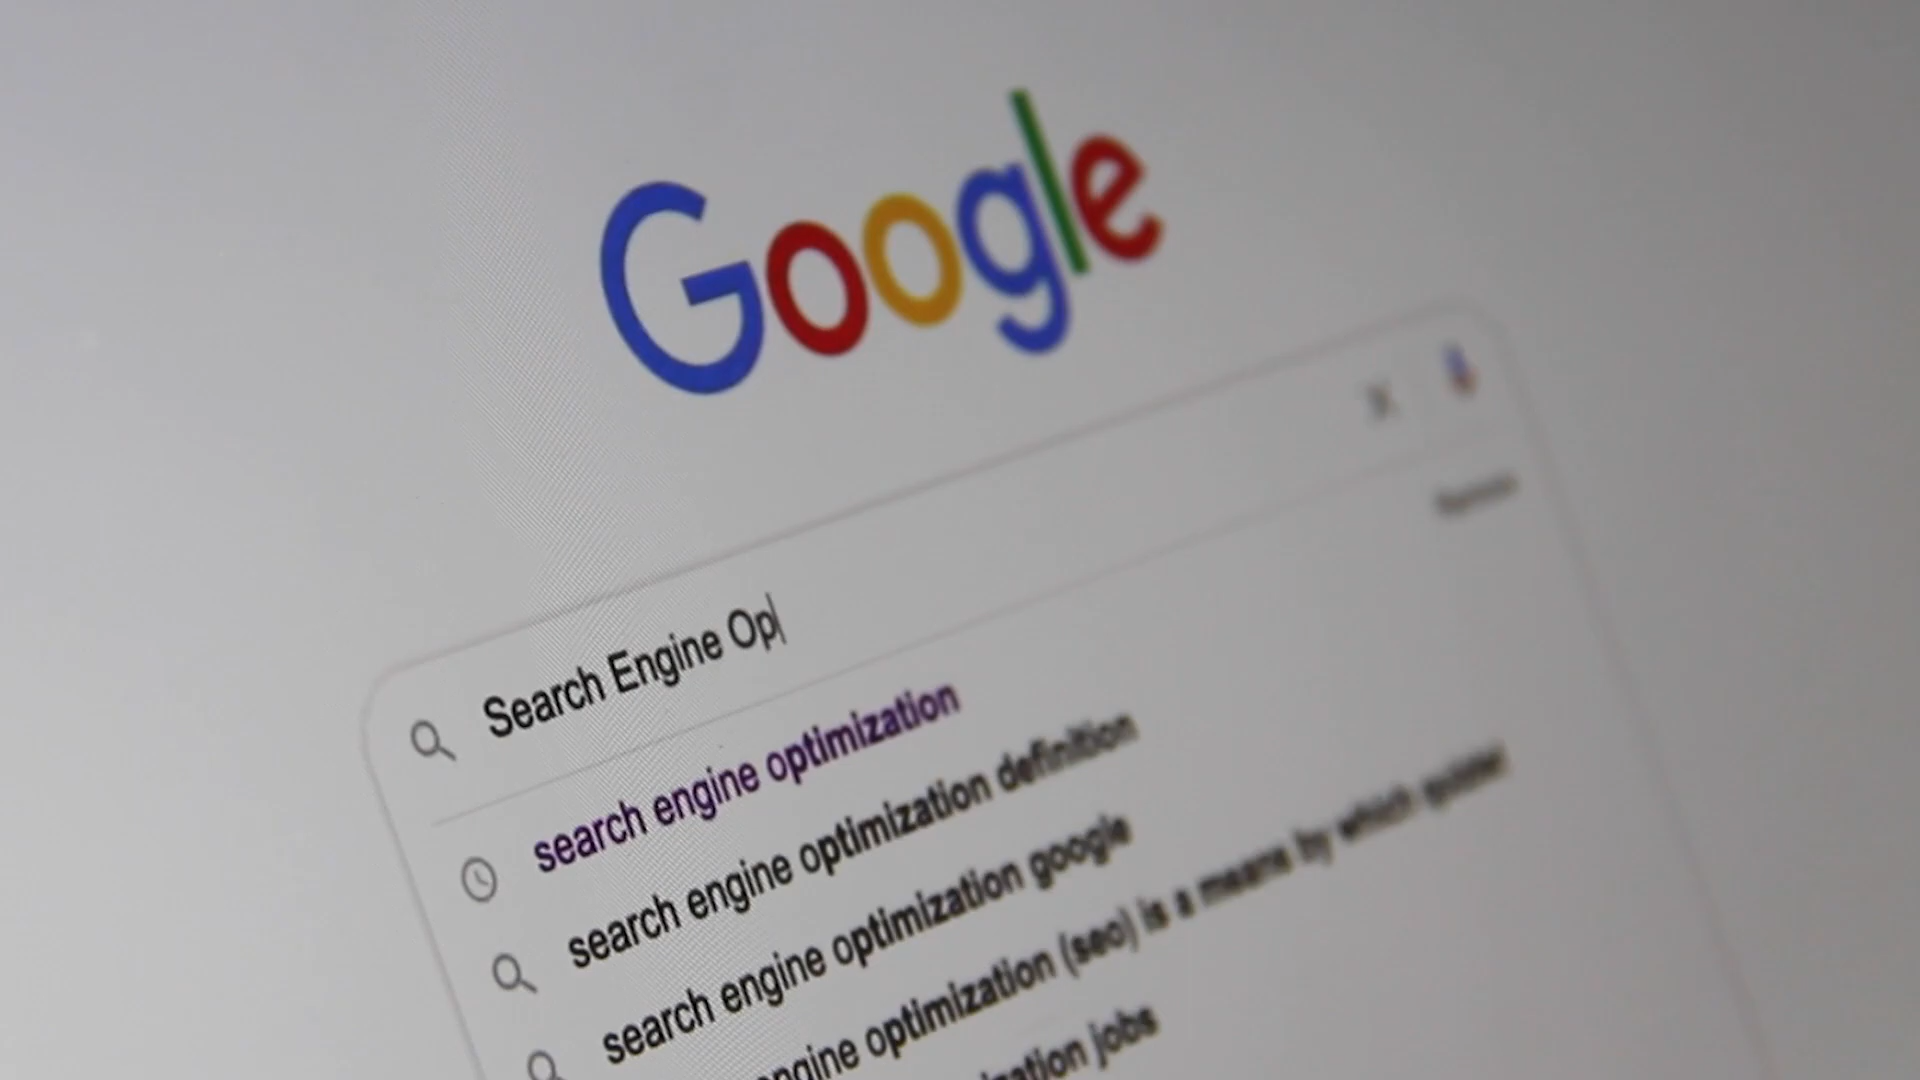 Google
Search Engine Op
search engine optimization
search engine optimization definition
search engine optimization google
engine optimization (seo) is a means by which
jobs